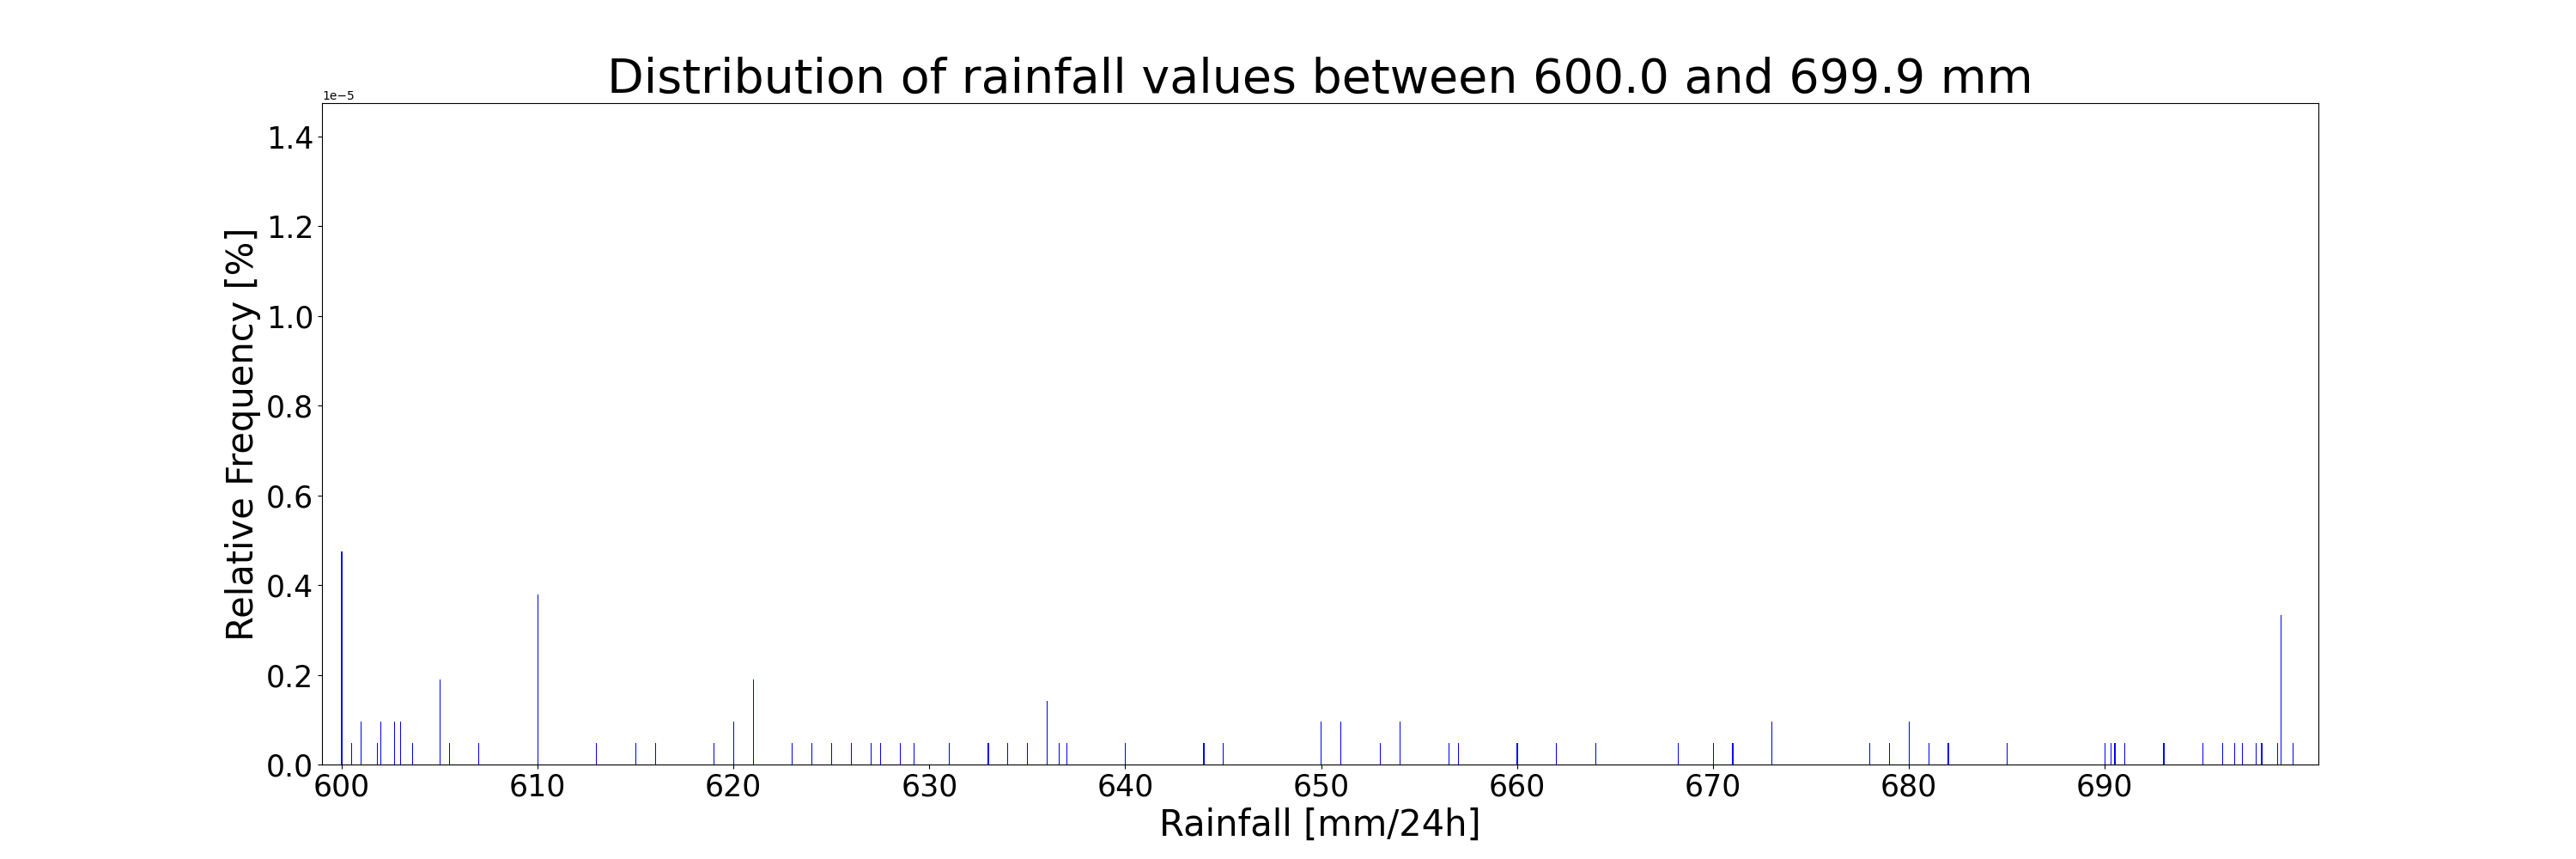 Distribution of rainfall values between 600.0 and 699.9 mm
1e−5
1.4
1.2
1.0
0.8
0.6
0.4
0.2
0.0
Relative Frequency [%]
600 610 620 630 640 650 660 670 680 690
Rainfall [mm/24h]